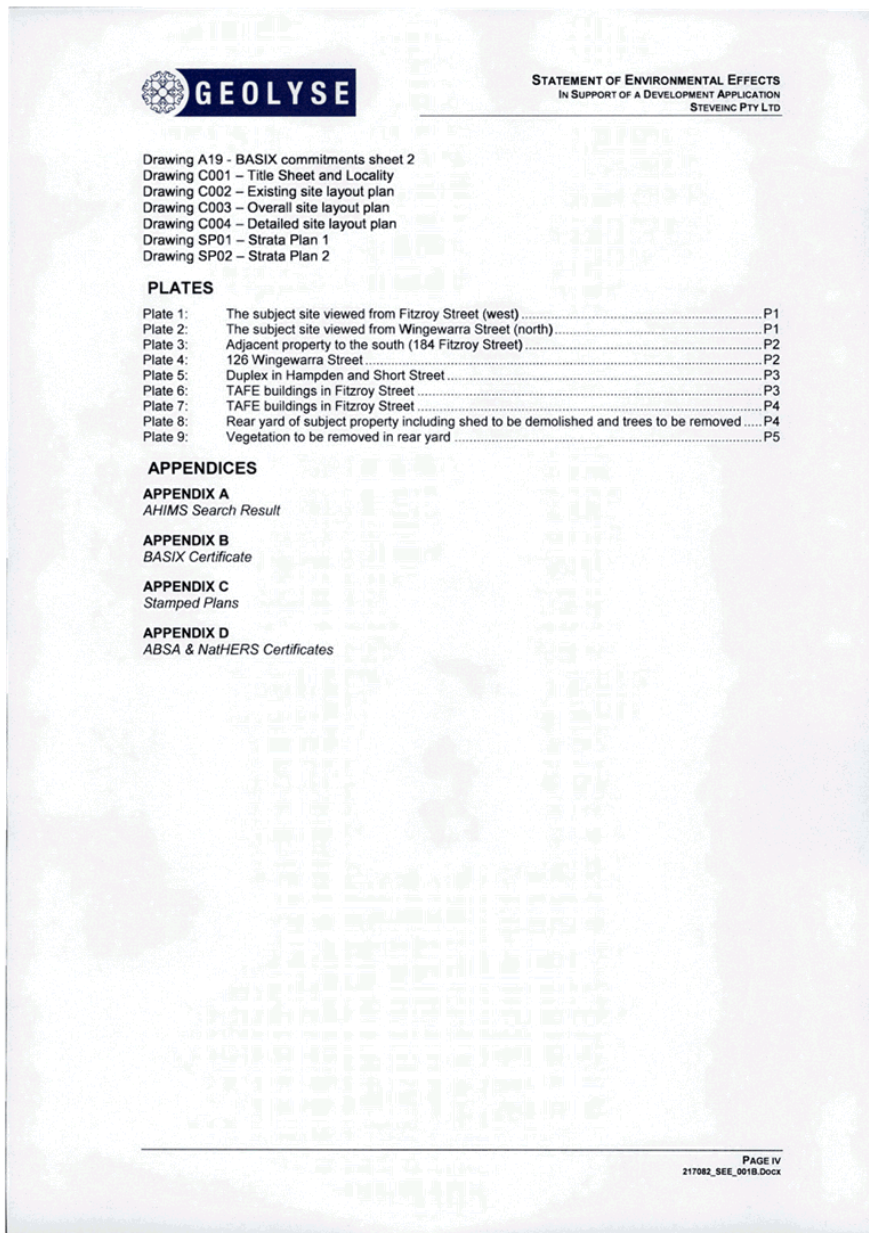 GEOLYSE
STATEMENT OF ENVIRONMENTAL EFFECTS
IN SUPPORT OF A DEVELOPMENT APPLICATION
STEVEINC PTY LTD
Drawing A19 - BASIX commitments sheet 2
Drawing C001 – Title Sheet and Locality
Drawing C002 – Existing site layout plan
Drawing C003 – Overall site layout plan
Drawing C004 – Detailed site layout plan
Drawing SP01 – Strata Plan 1
Drawing SP02 – Strata Plan 2
PLATES
Plate 1: The subject site viewed from Fitzroy Street (west) ........ P1
Plate 2: The subject site viewed from Wingewarra Street (north) ........ P1
Plate 3: Adjacent property to the south (184 Fitzroy Street) ........ P2
Plate 4: 126 Wingewarra Street ........ P2
Plate 5: Duplex in Hampden and Short Street ........ P3
Plate 6: TAFE buildings in Fitzroy Street ........ P3
Plate 7: TAFE buildings in Fitzroy Street ........ P4
Plate 8: Rear yard of subject property including shed to be demolished and trees to be removed ..... P4
Plate 9: Vegetation to be removed in rear yard ........ P5
APPENDICES
APPENDIX A
AHIMS Search Result
APPENDIX B
BASIX Certificate
APPENDIX C
Stamped Plans
APPENDIX D
ABSA & NatHERS Certificates
PAGE IV
217082_SEE_001B.Docx